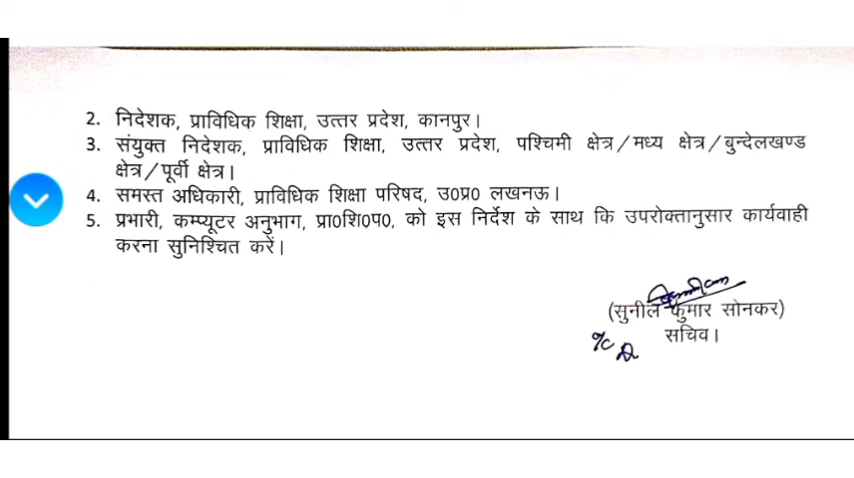 2. निदेशक, प्राविधिक शिक्षा, उत्तर प्रदेश, कानपुर।
3. संयुक्त निदेशक, प्राविधिक शिक्षा, उत्तर प्रदेश, पश्चिमी क्षेत्र/मध्य क्षेत्र/बुन्देलखण्ड
क्षेत्र/पूर्वी क्षेत्र।
4. समस्त अधिकारी, प्राविधिक शिक्षा परिषद, उ0प्र0 लखनऊ।
5. प्रभारी, कम्प्यूटर अनुभाग, प्रा0शि0प0, को इस निर्देश के साथ कि उपरोक्तानुसार कार्यवाही
करना सुनिश्चित करें।
(सुनील कुमार सोनकर)
सचिव।